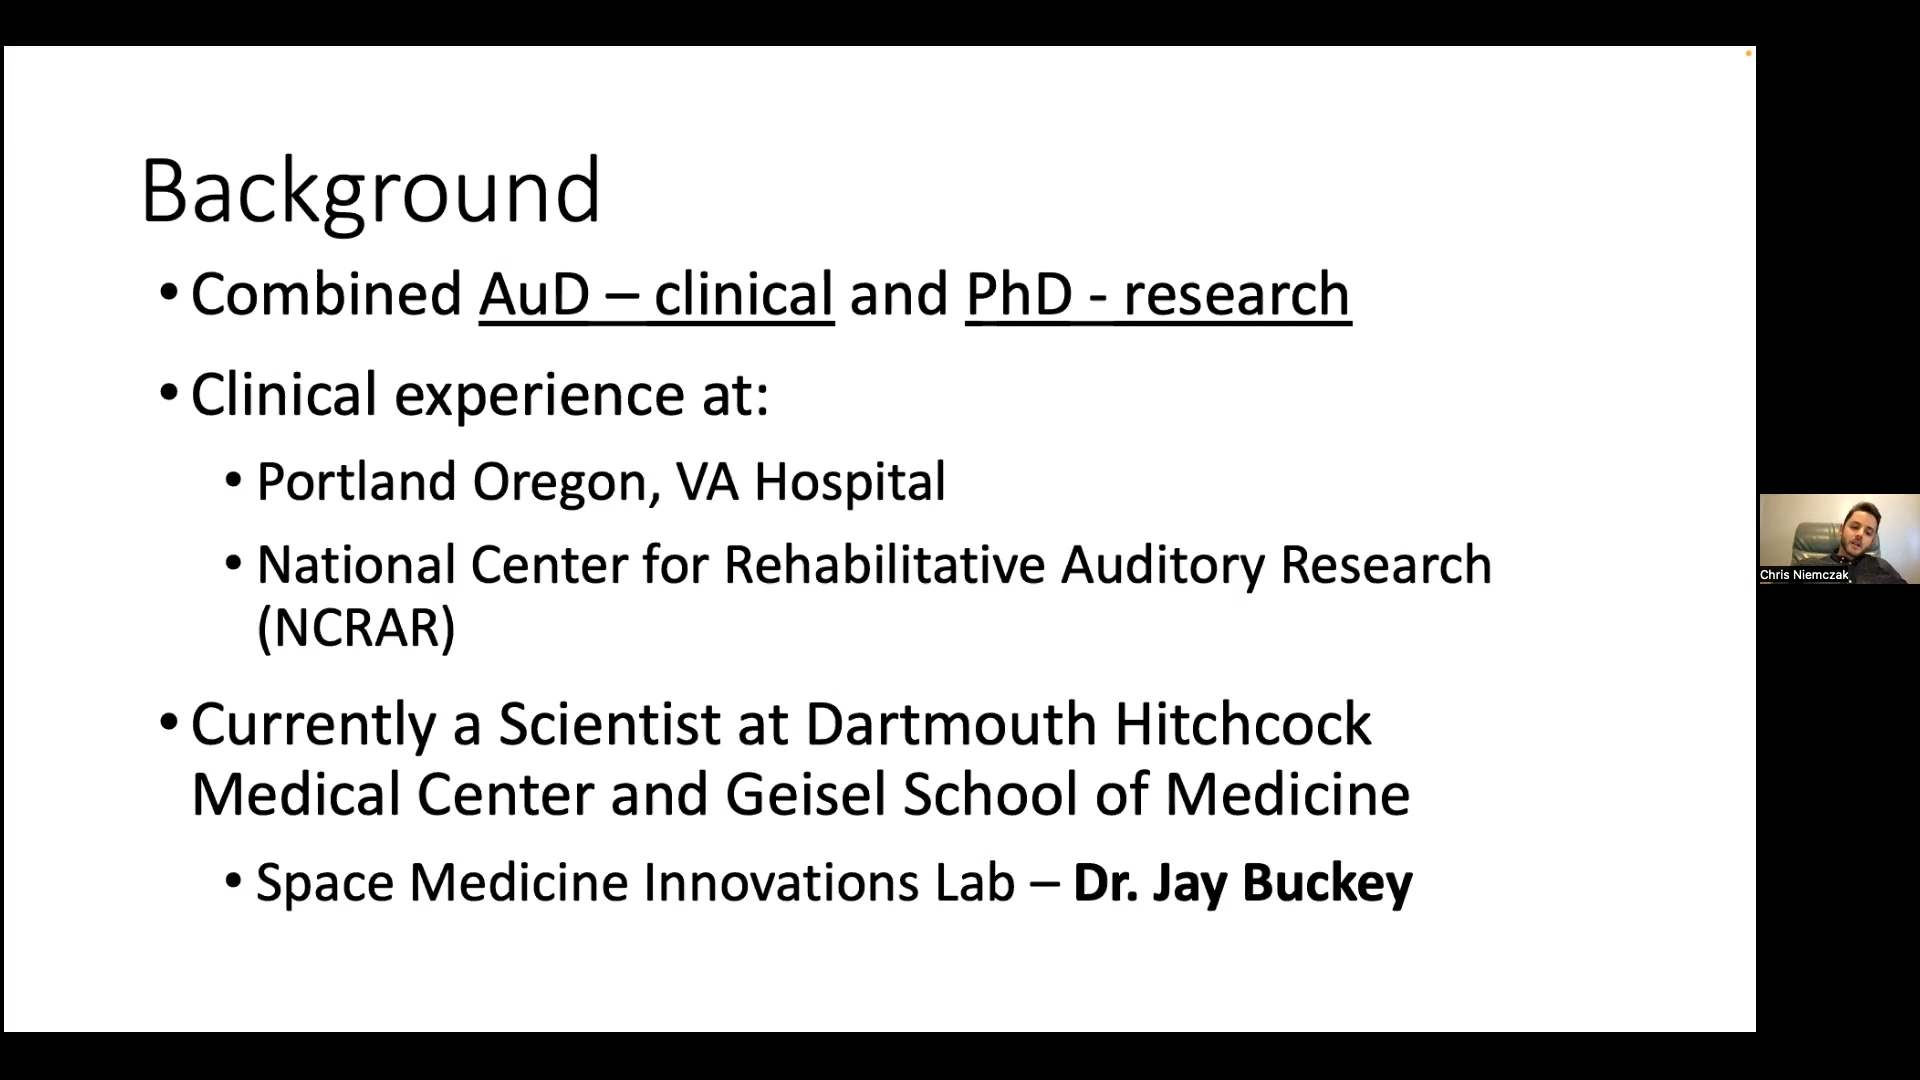 Background
• Combined AuD – clinical and PhD - research
• Clinical experience at:
• Portland Oregon, VA Hospital
• National Center for Rehabilitative Auditory Research
(NCRAR)
• Currently a Scientist at Dartmouth Hitchcock
Medical Center and Geisel School of Medicine
• Space Medicine Innovations Lab – Dr. Jay Buckey
Chris Niemczak